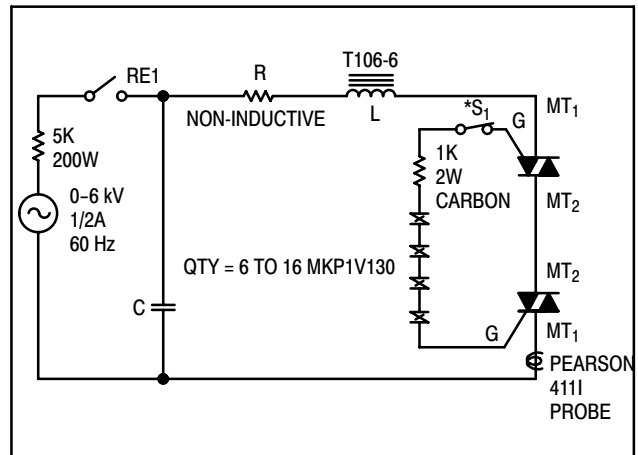 T106-6
RE1
R
*S1
G
MT1
NON-INDUCTIVE
L
5K
200W
1K
2W
CARBON
0–6 kV
1/2A
60 Hz
MT2
QTY = 6 TO 16 MKP1V130
MT2
C
G
MT1
PEARSON
411I
PROBE